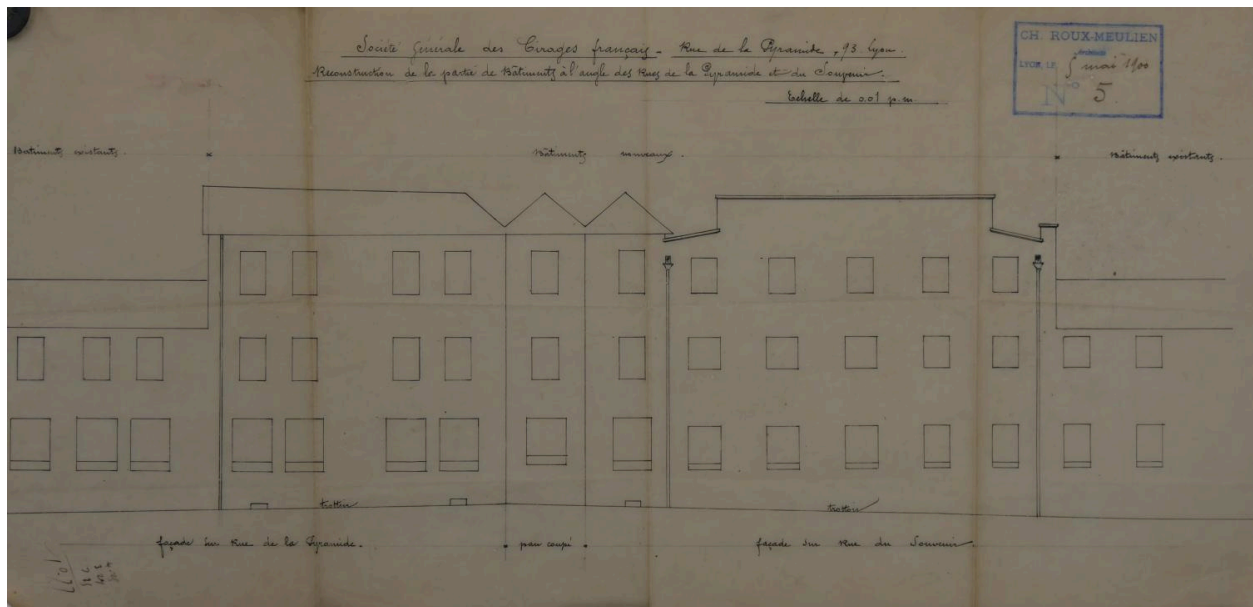 Société Générale des Cirages français - Rue de la Pyramide, 93. Lyon.
Reconstruction de la partie de Bâtiments à l'angle des Rues de la Pyramide et du Souvenir.
Echelle de 0.01 p.m
CH. ROUX-MEULIEN
LYON, LE 5 mai 1900
N° 5
Batiments existants.
Bâtiments nouveaux.
Bâtiments existants.
trottoir
trottoir
façade sur Rue de la Pyramide.
pan coupé
façade sur Rue du Souvenir.